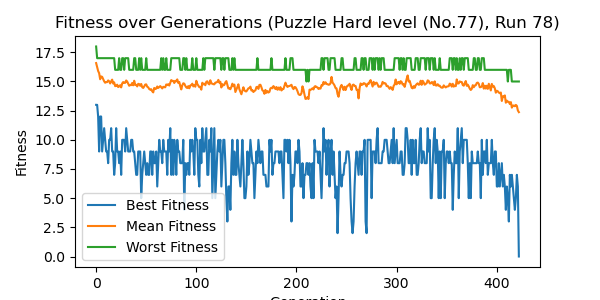 Fitness over Generations (Puzzle Hard level (No.77), Run 78)
17.5
15.0
12.5
10.0
7.5
5.0
2.5
0.0
Fitness
Best Fitness
Mean Fitness
Worst Fitness
0 100 200 300 400
Generation